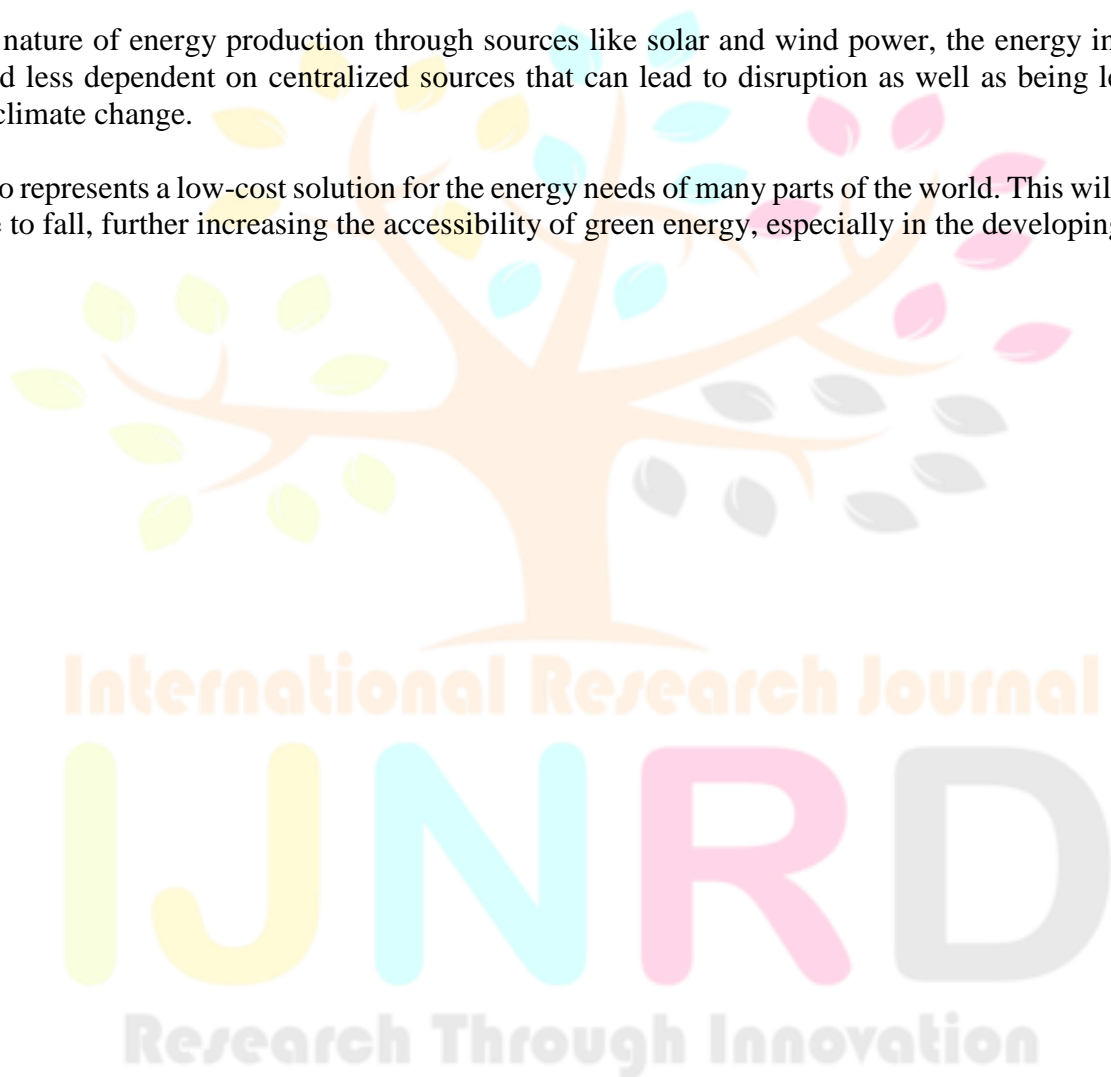 nature of energy production through sources like solar and wind power, the energy in
d less dependent on centralized sources that can lead to disruption as well as being le
climate change.
o represents a low-cost solution for the energy needs of many parts of the world. This wil
e to fall, further increasing the accessibility of green energy, especially in the developing
International Research Journal
IJNRD
Research Through Innovation